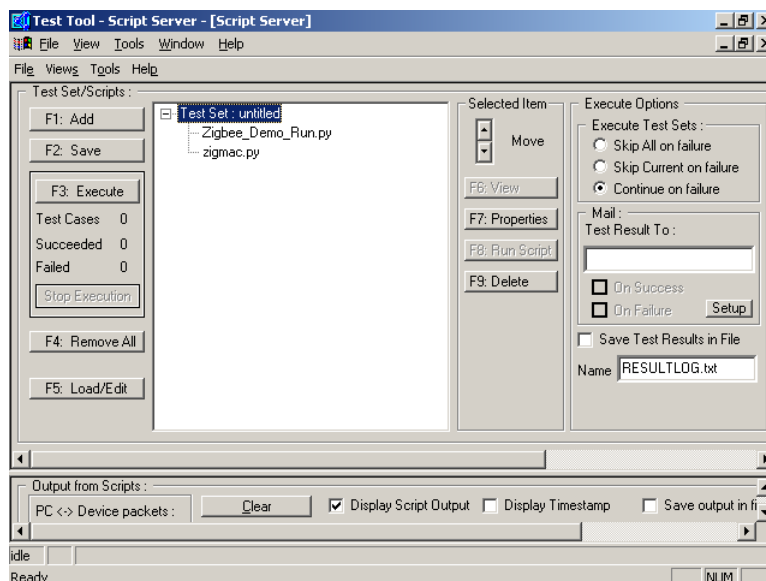 Test Tool - Script Server - [Script Server]
File View Tools Window Help
File Views Tools Help
Test Set/Scripts :
F1: Add
F2: Save
F3: Execute
Test Cases 0
Succeeded 0
Failed 0
Stop Execution
F4: Remove All
F5: Load/Edit
Test Set : untitled
Zigbee_Demo_Run.py
zigmac.py
Selected Item
Move
F6: View
F7: Properties
F8: Run Script
F9: Delete
Execute Options
Execute Test Sets :
Skip All on failure
Skip Current on failure
Continue on failure
Mail :
Test Result To :
On Success
On Failure
Setup
Save Test Results in File
Name RESULTLOG.txt
Output from Scripts :
PC <-> Device packets :
Clear
Display Script Output
Display Timestamp
Save output in fi
idle
Ready
NUM